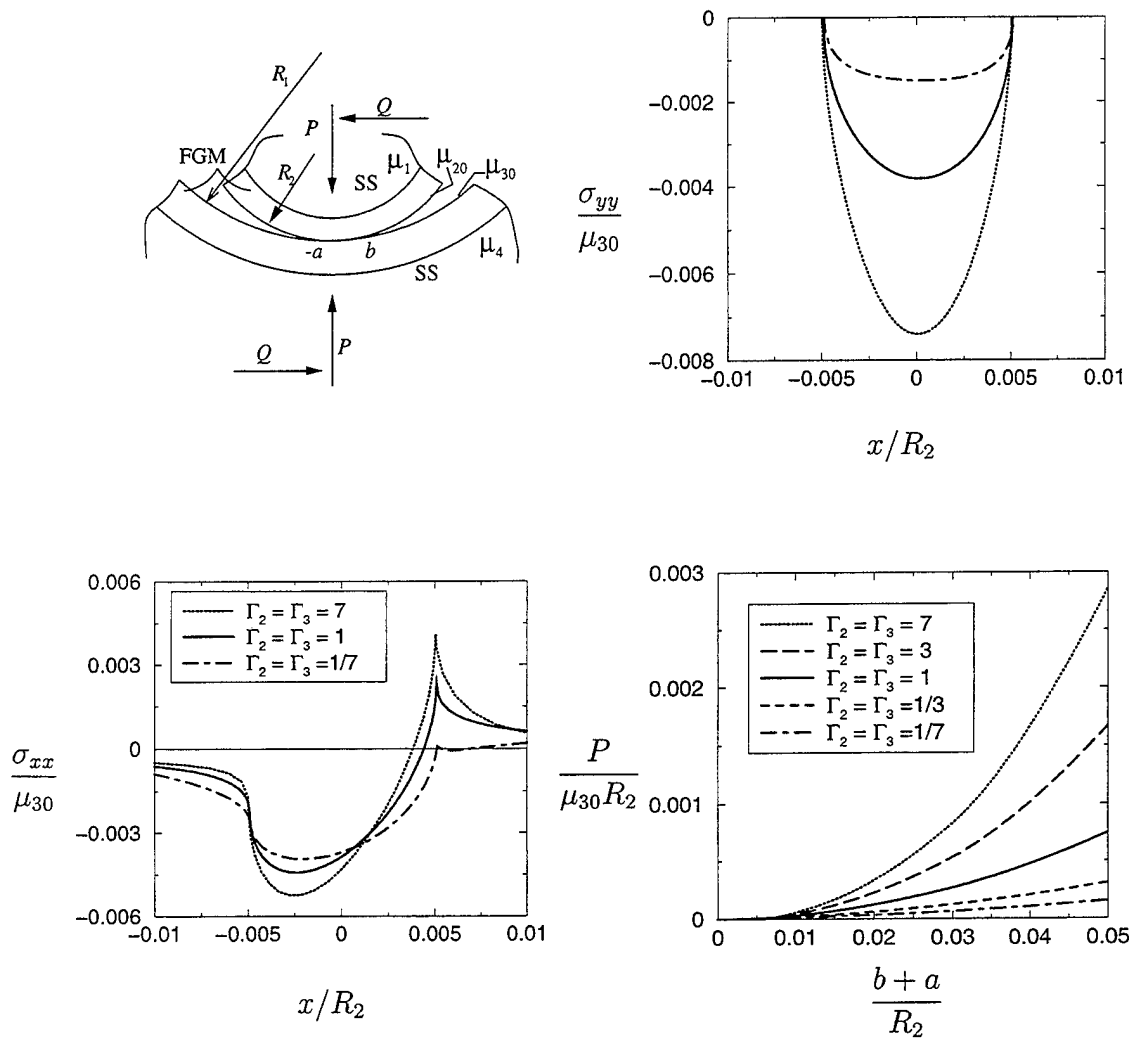 R₁
P
Q
FGM
R₂
μ₁
μ₂₀
μ₃₀
SS
-a
b
μ₄
SS
Q
P
0
−0.002
−0.004
−0.006
−0.008
σ_yy
μ₃₀
−0.01
−0.005
0
0.005
0.01
x/R₂
0.006
0.003
0
−0.003
−0.006
Γ₂ = Γ₃ = 7
Γ₂ = Γ₃ = 1
Γ₂ = Γ₃ =1/7
σ_xx
μ₃₀
−0.01
−0.005
0
0.005
0.01
x/R₂
0.003
0.002
0.001
0
Γ₂ = Γ₃ = 7
Γ₂ = Γ₃ = 3
Γ₂ = Γ₃ = 1
Γ₂ = Γ₃ =1/3
Γ₂ = Γ₃ =1/7
P
μ₃₀R₂
0
0.01
0.02
0.03
0.04
0.05
b + a
R₂